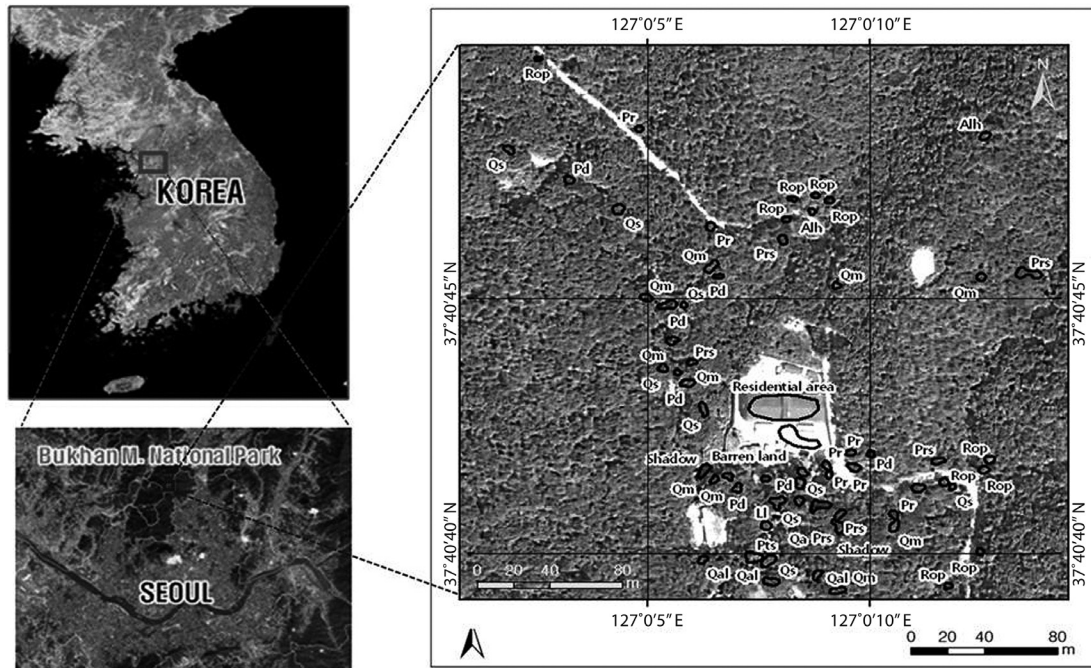 KOREA
Bukhan M. National Park
SEOUL
127°0′5″ E 127°0′10″ E
N
Rop
Pr
Alh
Qs
Pd
Rop Rop
Qs
Rop Rop
Pr Alh
Prs
Qm
Prs
Qm Qs Pd
Qm
Qm
37°40′45″ N
37°40′45″ N
Pd
Qm Prs
Qs Qm
Pd
Residential area
Qs
Pr
Shadow Barren land Pr Pd
Prs Rop
Qm Qm Pd
Pd Qs Pr Pr
Rop Rop
Pr Qs
Ll Qs Prs
Qa Prs Shadow Qm
Pts
37°40′40″ N
37°40′40″ N
Qal Qal Qs Qal Qm Rop Rop
0 20 40 80
m
127°0′5″ E 127°0′10″ E
0 20 40 80
m